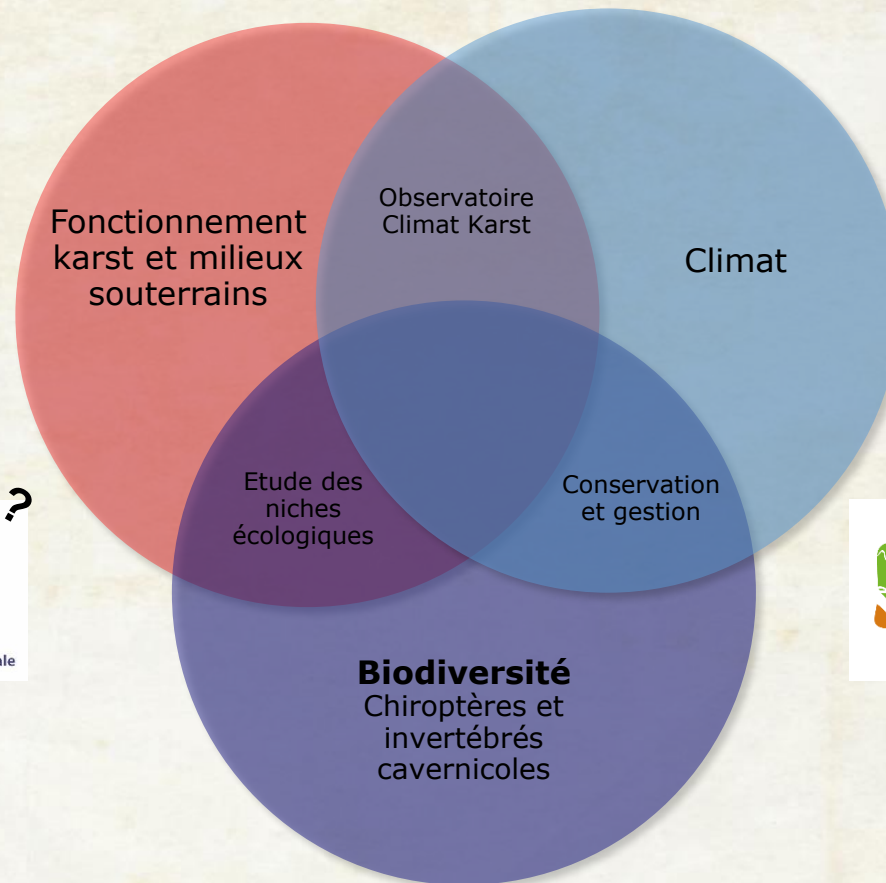 Observatoire
Climat Karst
Fonctionnement
karst et milieux
souterrains
Climat
?
Etude des
niches
écologiques
Conservation
et gestion
ale
Biodiversité
Chiroptères et
invertébrés
cavernicoles